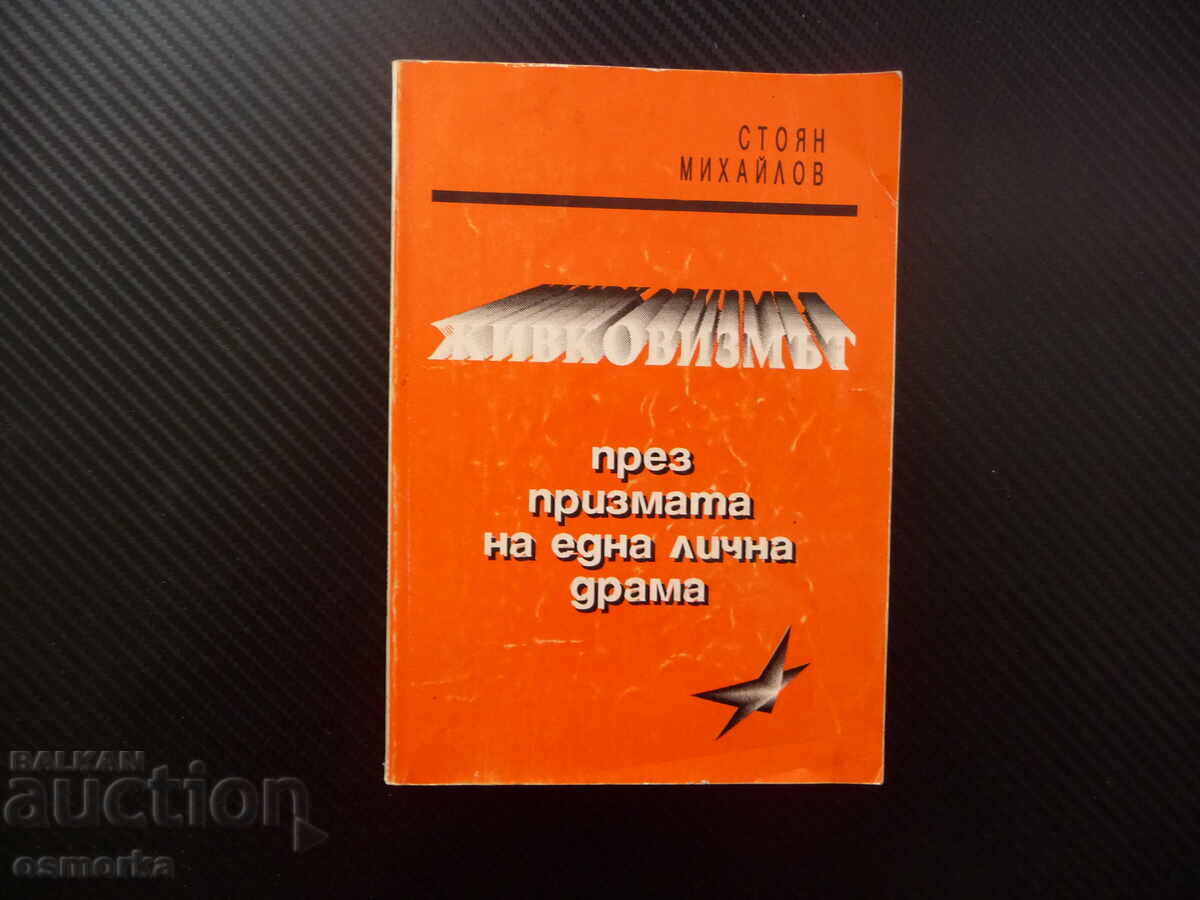 СТОЯН
МИХАЙЛОВ
ЖИВКОВИЗМЪТ
през
призмата
на една лична
драма
BALKAN
auction
osmorka